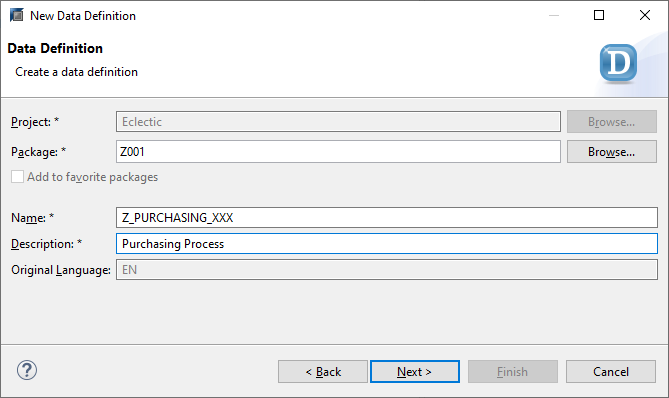 New Data Definition
Data Definition
Create a data definition
D
Project: * Eclectic Browse...
Package: * Z001 Browse...
Add to favorite packages
Name: * Z_PURCHASING_XXX
Description: * Purchasing Process
Original Language: EN
? < Back Next > Finish Cancel